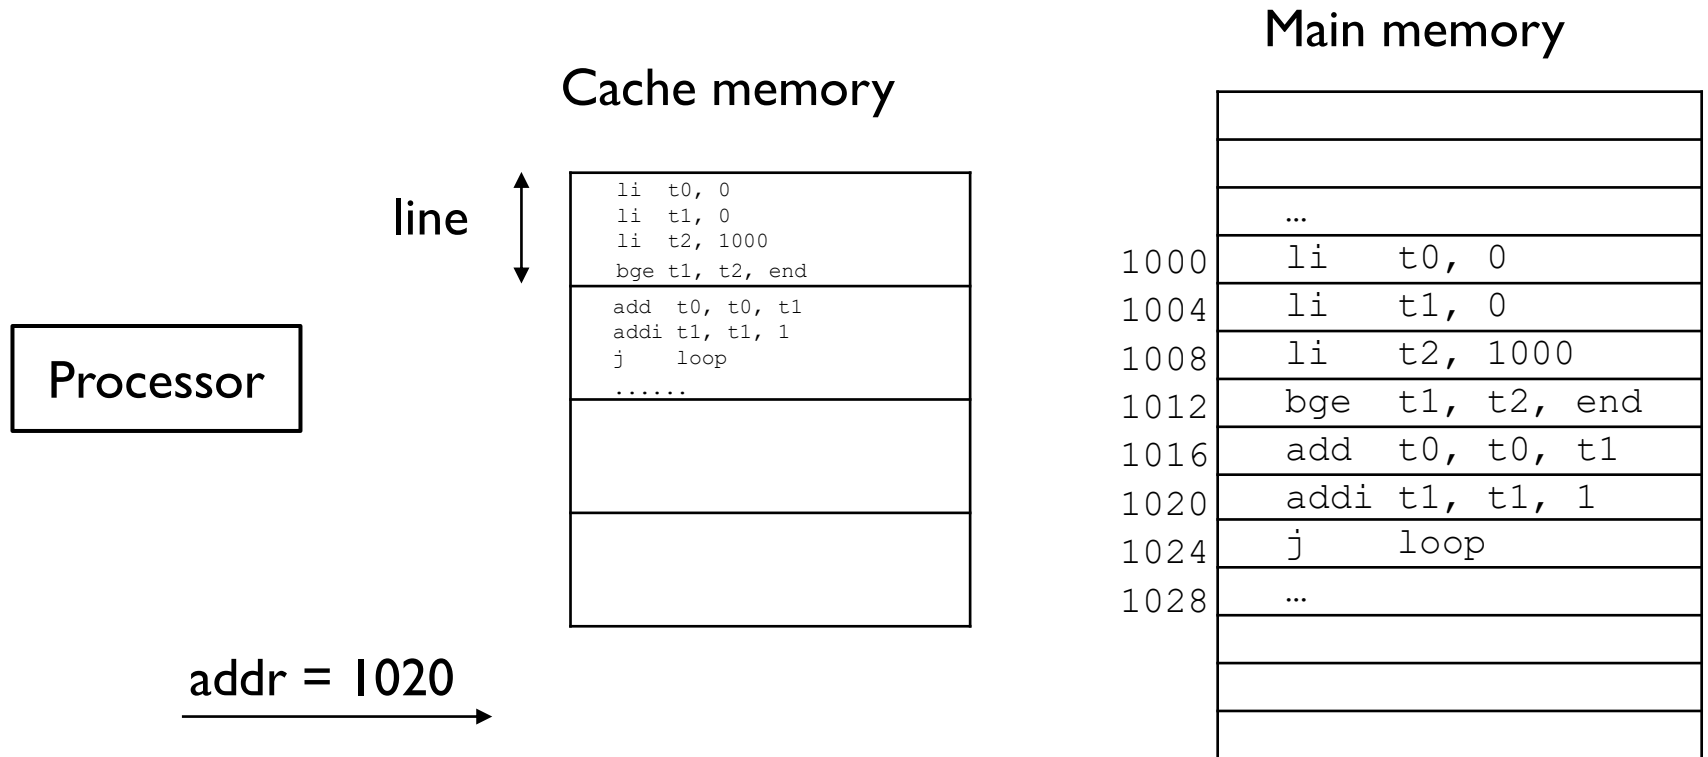 Main memory
Cache memory
line
li t0, 0
li t1, 0
li t2, 1000
bge t1, t2, end
add t0, t0, t1
addi t1, t1, 1
j loop
......
Processor
addr = 1020
…
1000 li t0, 0
1004 li t1, 0
1008 li t2, 1000
1012 bge t1, t2, end
1016 add t0, t0, t1
1020 addi t1, t1, 1
1024 j loop
1028 …